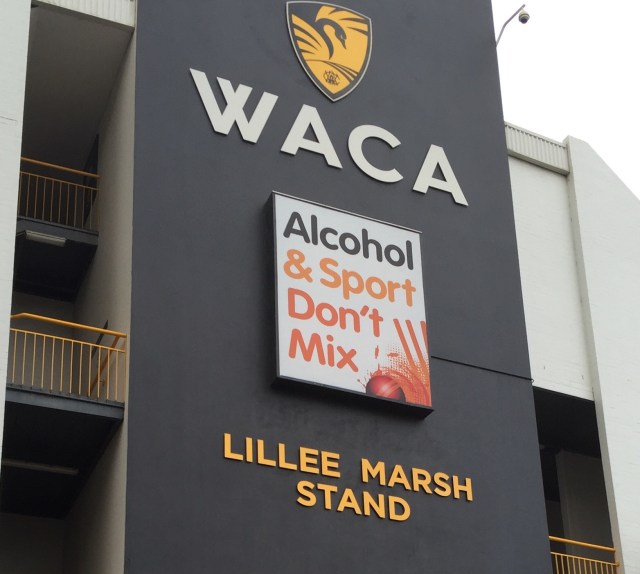 WACA
Alcohol
& Sport
Don't
Mix
LILLEE MARSH
STAND